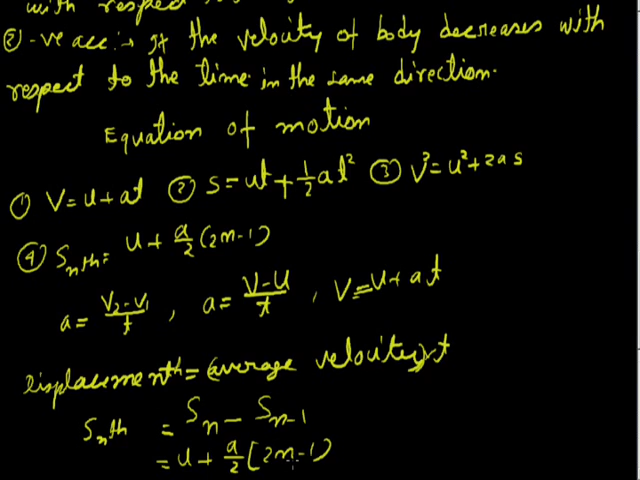 with respect
② -ve acc :→ If the velocity of body decreases with
respect to the time in the same direction.
Equation of motion
① V = u + at ② S = ut + 1/2 at² ③ v² = u² + 2as
④ Snth = u + a/2 (2n-1)
a = V₂-V₁/t , a = V-u/t , V = u + at
Displacement = (average velocity) x t
Snth = Sn - Sn-1
= u + a/2 [2n-1)